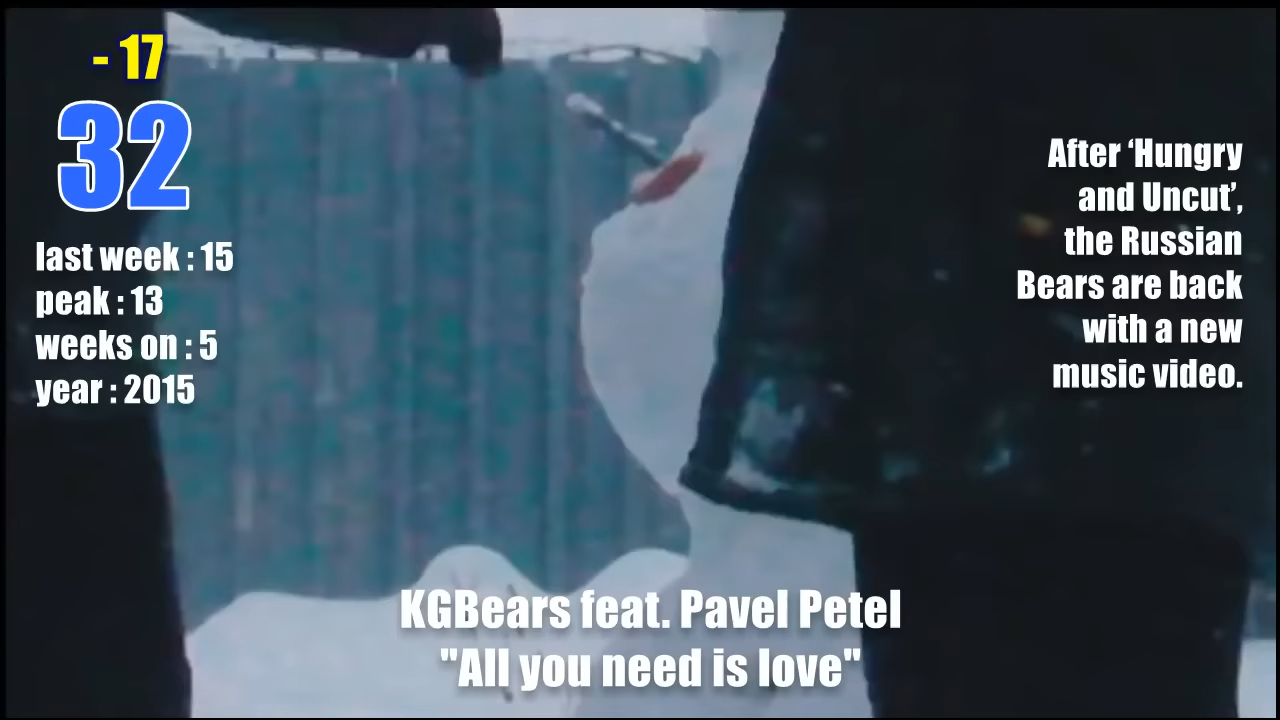 - 17
32
last week : 15
peak : 13
weeks on : 5
year : 2015
After ‘Hungry
and Uncut’,
the Russian
Bears are back
with a new
music video.
KGBears feat. Pavel Petel
"All you need is love"